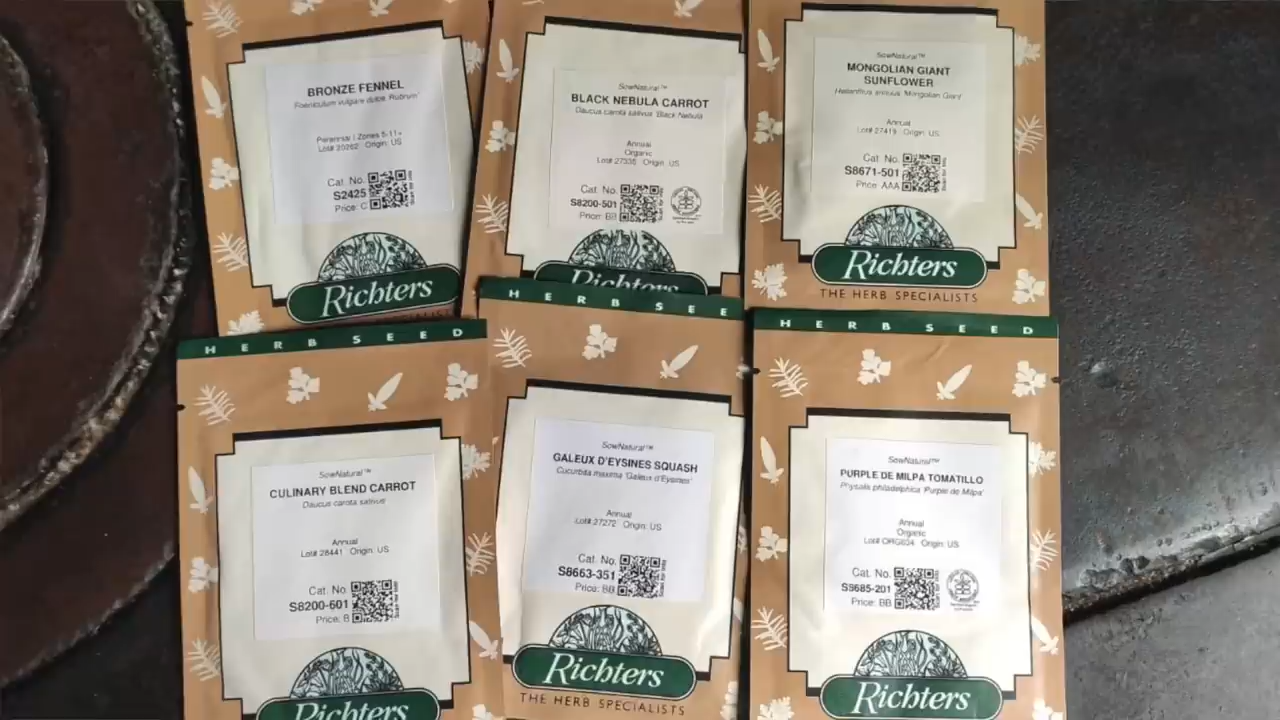 BRONZE FENNEL
Foeniculum vulgare dulce 'Rubrum'
Perennial | Zones 5-11+
Lot# 20262 Origin: US
Cat. No.
S2425
Price: C
Richters
SowNatural™
BLACK NEBULA CARROT
Daucus carota sativus 'Black Nebula'
Annual
Organic
Lot# 27335 Origin: US
Cat. No.
S8200-501
Price: BB
Richters
SowNatural™
MONGOLIAN GIANT
SUNFLOWER
Helianthus annuus 'Mongolian Giant'
Annual
Lot# 27419 Origin: US
Cat. No.
S8671-501
Price: AAA
Richters
THE HERB SPECIALISTS
HERB SEED
SowNatural™
CULINARY BLEND CARROT
Daucus carota sativus
Annual
Lot# 28441 Origin: US
Cat. No.
S8200-601
Price: B
Richters
HERB SEE
SowNatural™
GALEUX D'EYSINES SQUASH
Cucurbita maxima 'Galeux d'Eysines'
Annual
Lot# 27272 Origin: US
Cat. No.
S8663-351
Price: BB
Richters
THE HERB SPECIALISTS
HERB SEED
SowNatural™
PURPLE DE MILPA TOMATILLO
Physalis philadelphica 'Purple de Milpa'
Annual
Organic
Lot# ORG634 Origin: US
Cat. No.
S9685-201
Price: BB
Richters